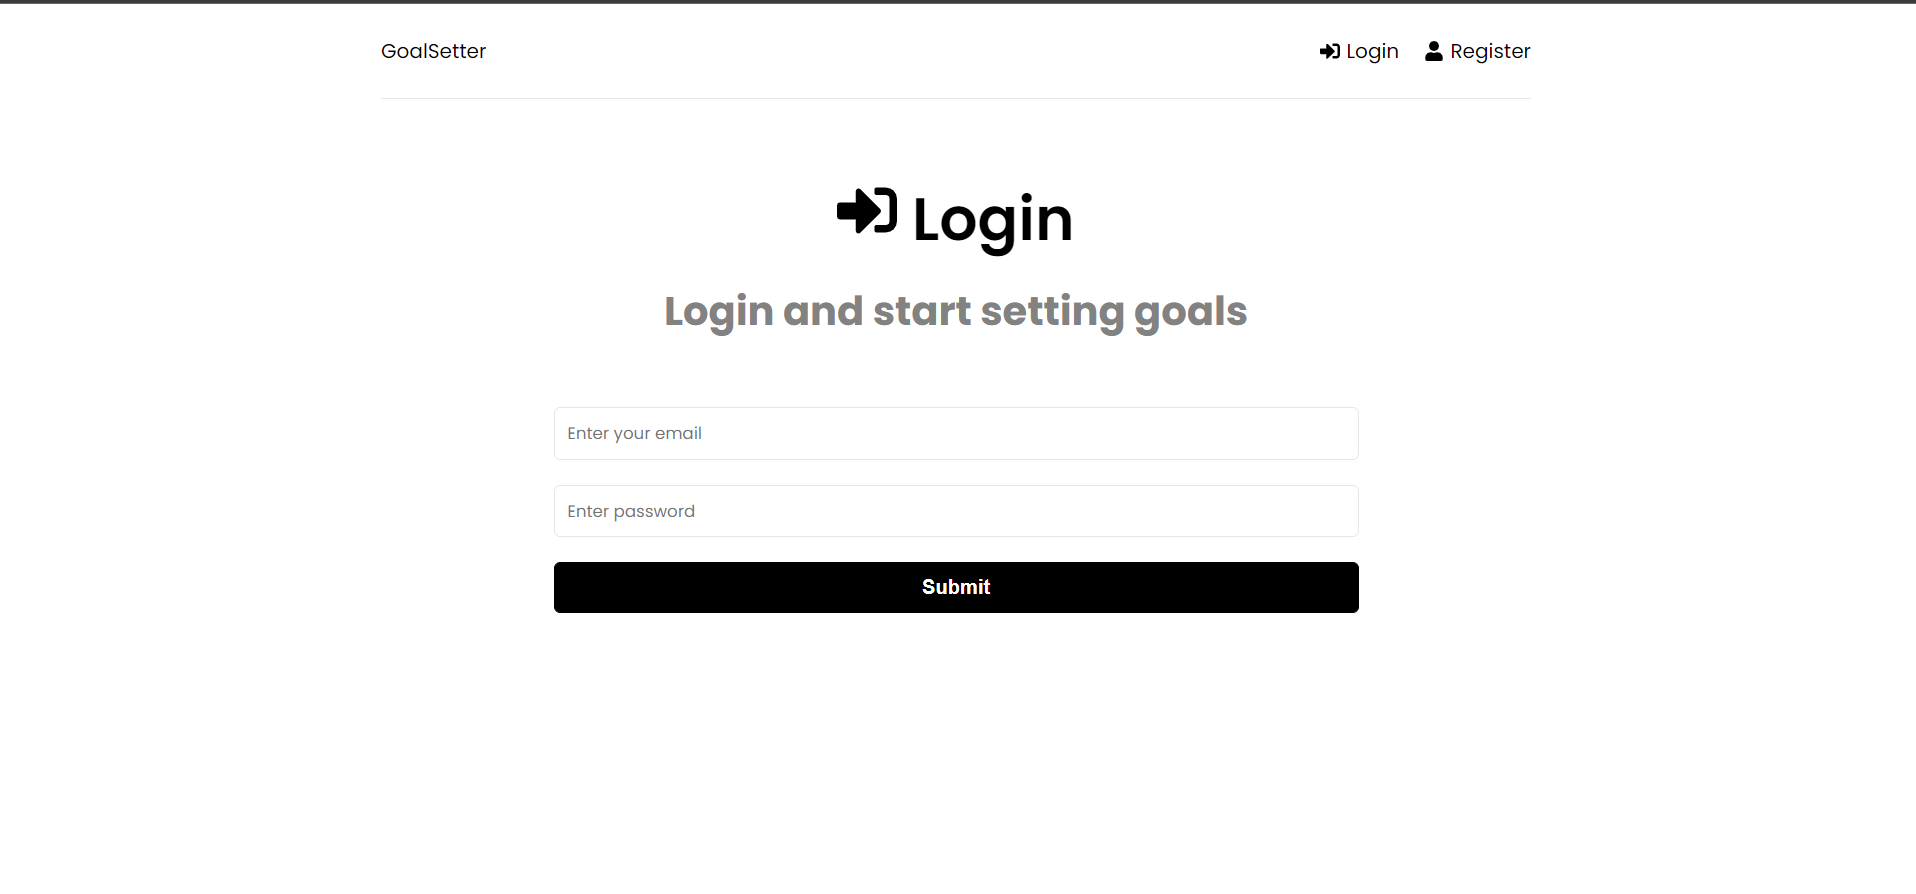 GoalSetter Login Register
Login
Login and start setting goals
Enter your email
Enter password
Submit